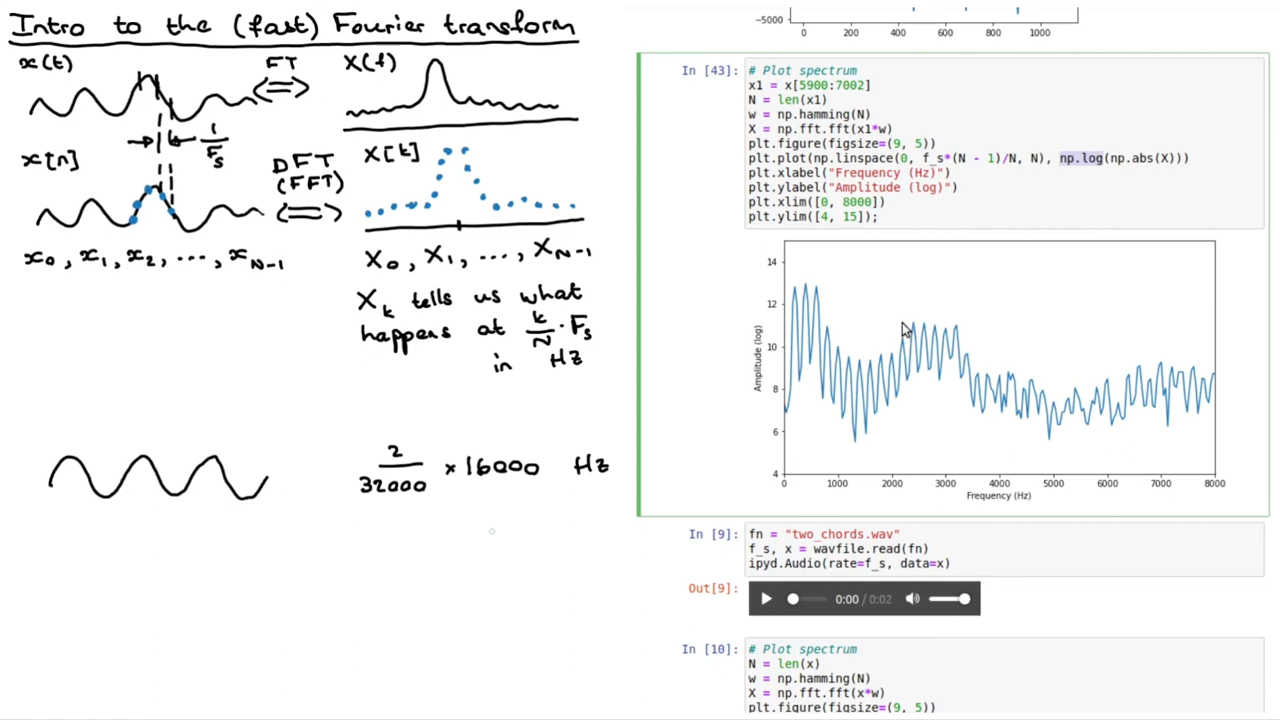 Intro to the (fast) Fourier transform
x(t)
FT
X(f)
1/Fs
x[n]
DFT
(FFT)
X[k]
x0, x1, x2, ..., xN-1
X0, X1, ..., XN-1
Xk tells us what
happens at k/N · Fs
in Hz
2/32000 × 16000 Hz
-5000
0 200 400 600 800 1000
In [43]:
# Plot spectrum
x1 = x[5900:7002]
N = len(x1)
w = np.hamming(N)
X = np.fft.fft(x1*w)
plt.figure(figsize=(9, 5))
plt.plot(np.linspace(0, f_s*(N - 1)/N, N), np.log(np.abs(X)))
plt.xlabel("Frequency (Hz)")
plt.ylabel("Amplitude (log)")
plt.xlim([0, 8000])
plt.ylim([4, 15]);
14
12
10
8
6
4
Amplitude (log)
0 1000 2000 3000 4000 5000 6000 7000 8000
Frequency (Hz)
In [9]:
fn = "two_chords.wav"
f_s, x = wavfile.read(fn)
ipyd.Audio(rate=f_s, data=x)
Out[9]:
0:00 / 0:02
In [10]:
# Plot spectrum
N = len(x)
w = np.hamming(N)
X = np.fft.fft(x*w)
plt.figure(figsize=(9, 5))